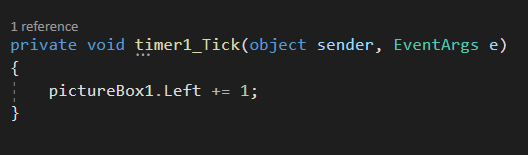 1 reference
private void timer1_Tick(object sender, EventArgs e)
{
pictureBox1.Left += 1;
}